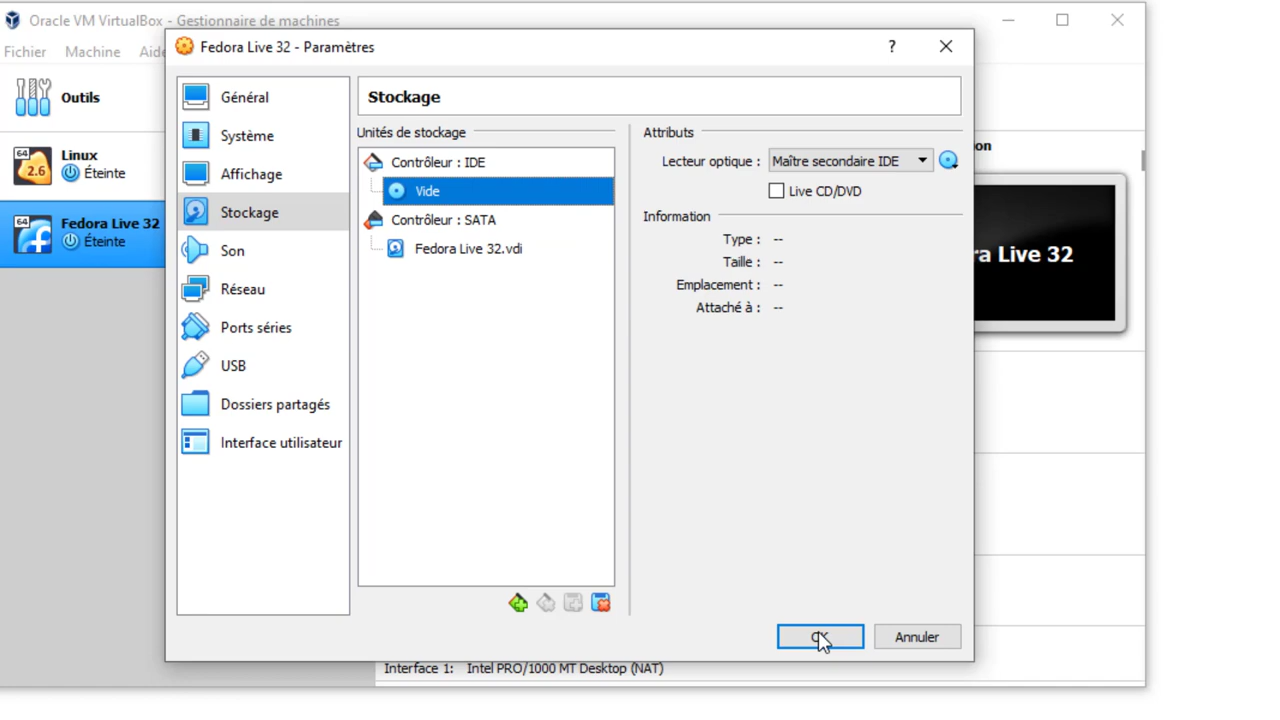 Oracle VM VirtualBox - Gestionnaire de machines
Fichier Machine Aide
Fedora Live 32 - Paramètres
?
Outils
64
2.6
Linux
Éteinte
64
Fedora Live 32
Éteinte
Général
Système
Affichage
Stockage
Son
Réseau
Ports séries
USB
Dossiers partagés
Interface utilisateur
Stockage
Unités de stockage
Contrôleur : IDE
Vide
Contrôleur : SATA
Fedora Live 32.vdi
Attributs
Lecteur optique : Maître secondaire IDE
Live CD/DVD
Information
Type : --
Taille : --
Emplacement : --
Attaché à : --
on
ra Live 32
Annuler
Interface 1: Intel PRO/1000 MT Desktop (NAT)